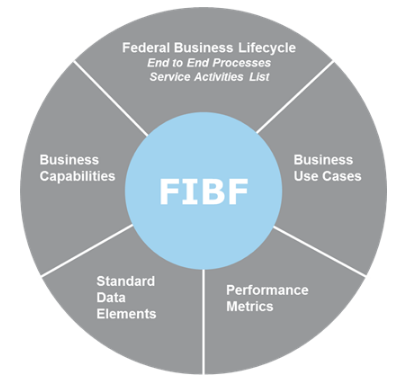 Federal Business Lifecycle
End to End Processes
Service Activities List
Business
Capabilities
FIBF
Business
Use Cases
Standard
Data
Elements
Performance
Metrics